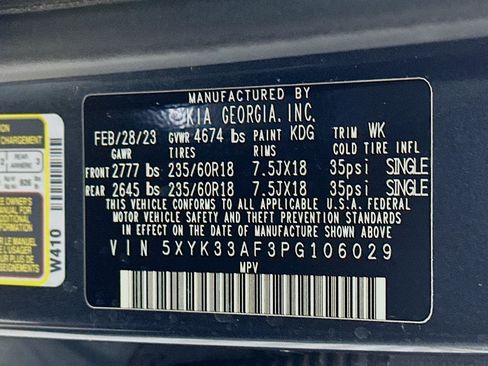 MANUFACTURED BY
KIA GEORGIA, INC.
FEB/28/23 GVWR 4674 lbs PAINT KDG TRIM WK
GAWR TIRES RIMS COLD TIRE INFL
FRONT 2777 lbs 235/60R18 7.5JX18 35psi SINGLE
REAR 2645 lbs 235/60R18 7.5JX18 35psi SINGLE
THIS VEHICLE CONFORMS TO ALL APPLICABLE U.S.A. FEDERAL
MOTOR VEHICLE SAFETY AND THEFT PREVENTION STANDARDS
IN EFFECT ON THE DATE OF MANUFACTURE SHOWN ABOVE
VIN 5XYK33AF3PG106029
MPV
W410